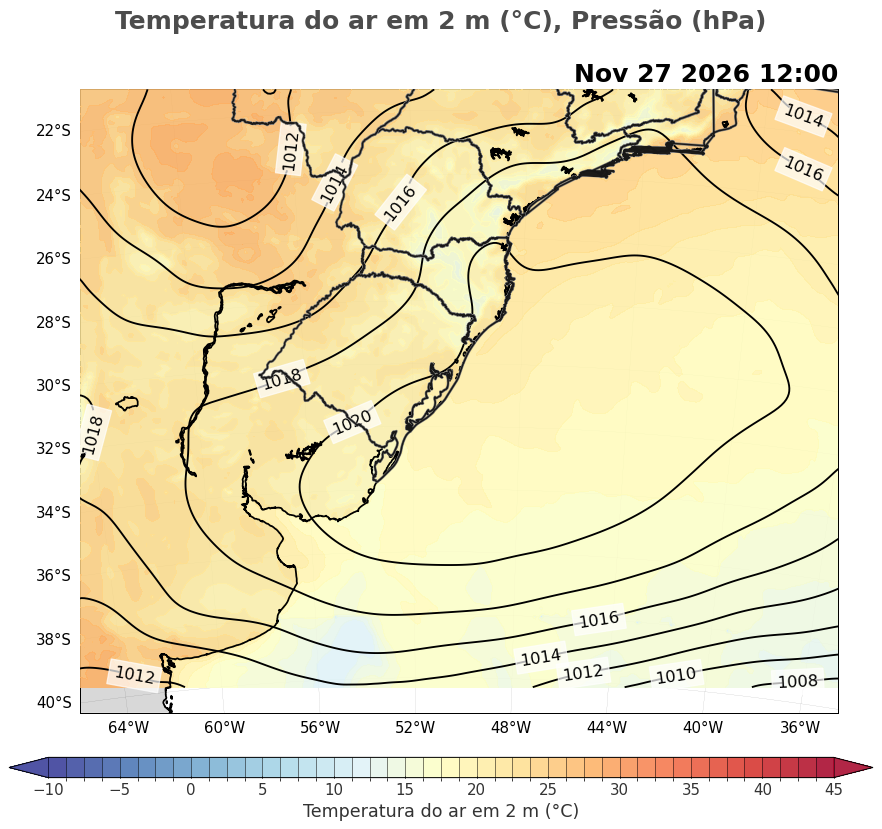 Temperatura do ar em 2 m (°C), Pressão (hPa)
Nov 27 2026 12:00
22°S
24°S
26°S
28°S
30°S
32°S
34°S
36°S
38°S
40°S
1012
1014
1016
1014
1016
1018
1020
1018
1016
1014
1012
1010
1008
1012
64°W 60°W 56°W 52°W 48°W 44°W 40°W 36°W
−10 −5 0 5 10 15 20 25 30 35 40 45
Temperatura do ar em 2 m (°C)